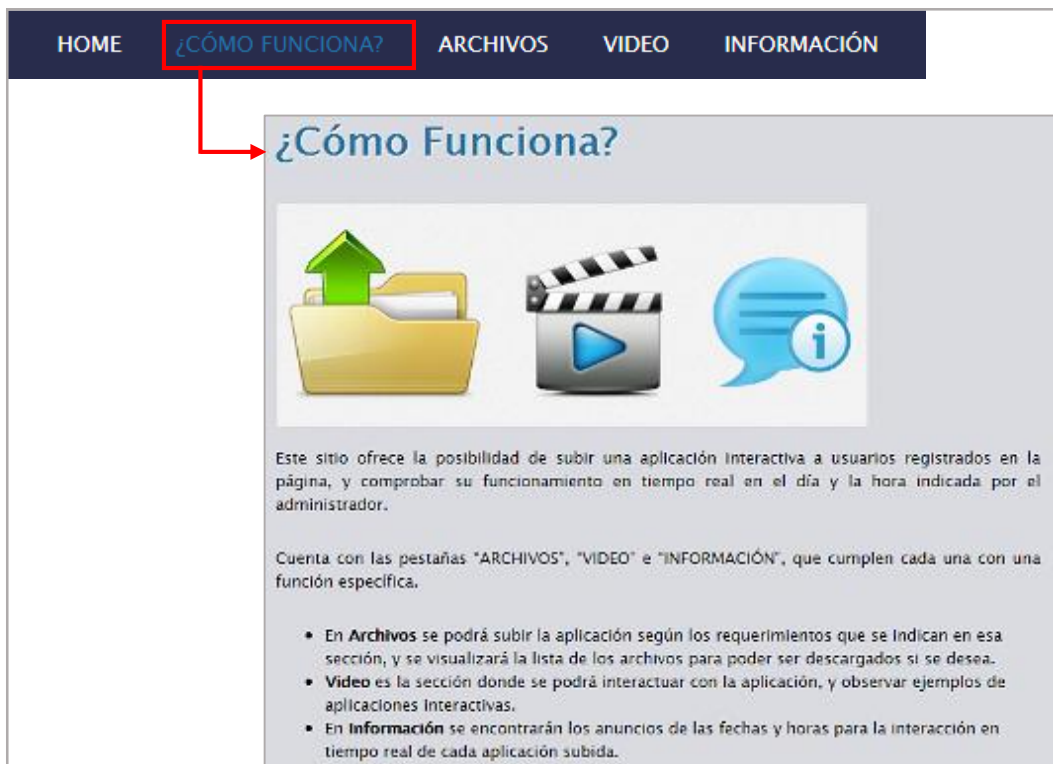 HOME ¿CÓMO FUNCIONA? ARCHIVOS VIDEO INFORMACIÓN
¿Cómo Funciona?
i
Este sitio ofrece la posibilidad de subir una aplicación interactiva a usuarios registrados en la
página, y comprobar su funcionamiento en tiempo real en el día y la hora indicada por el
administrador.
Cuenta con las pestañas "ARCHIVOS", "VIDEO" e "INFORMACIÓN", que cumplen cada una con una
función específica.
• En Archivos se podrá subir la aplicación según los requerimientos que se indican en esa
sección, y se visualizará la lista de los archivos para poder ser descargados si se desea.
• Video es la sección donde se podrá interactuar con la aplicación, y observar ejemplos de
aplicaciones interactivas.
• En Información se encontrarán los anuncios de las fechas y horas para la interacción en
tiempo real de cada aplicación subida.